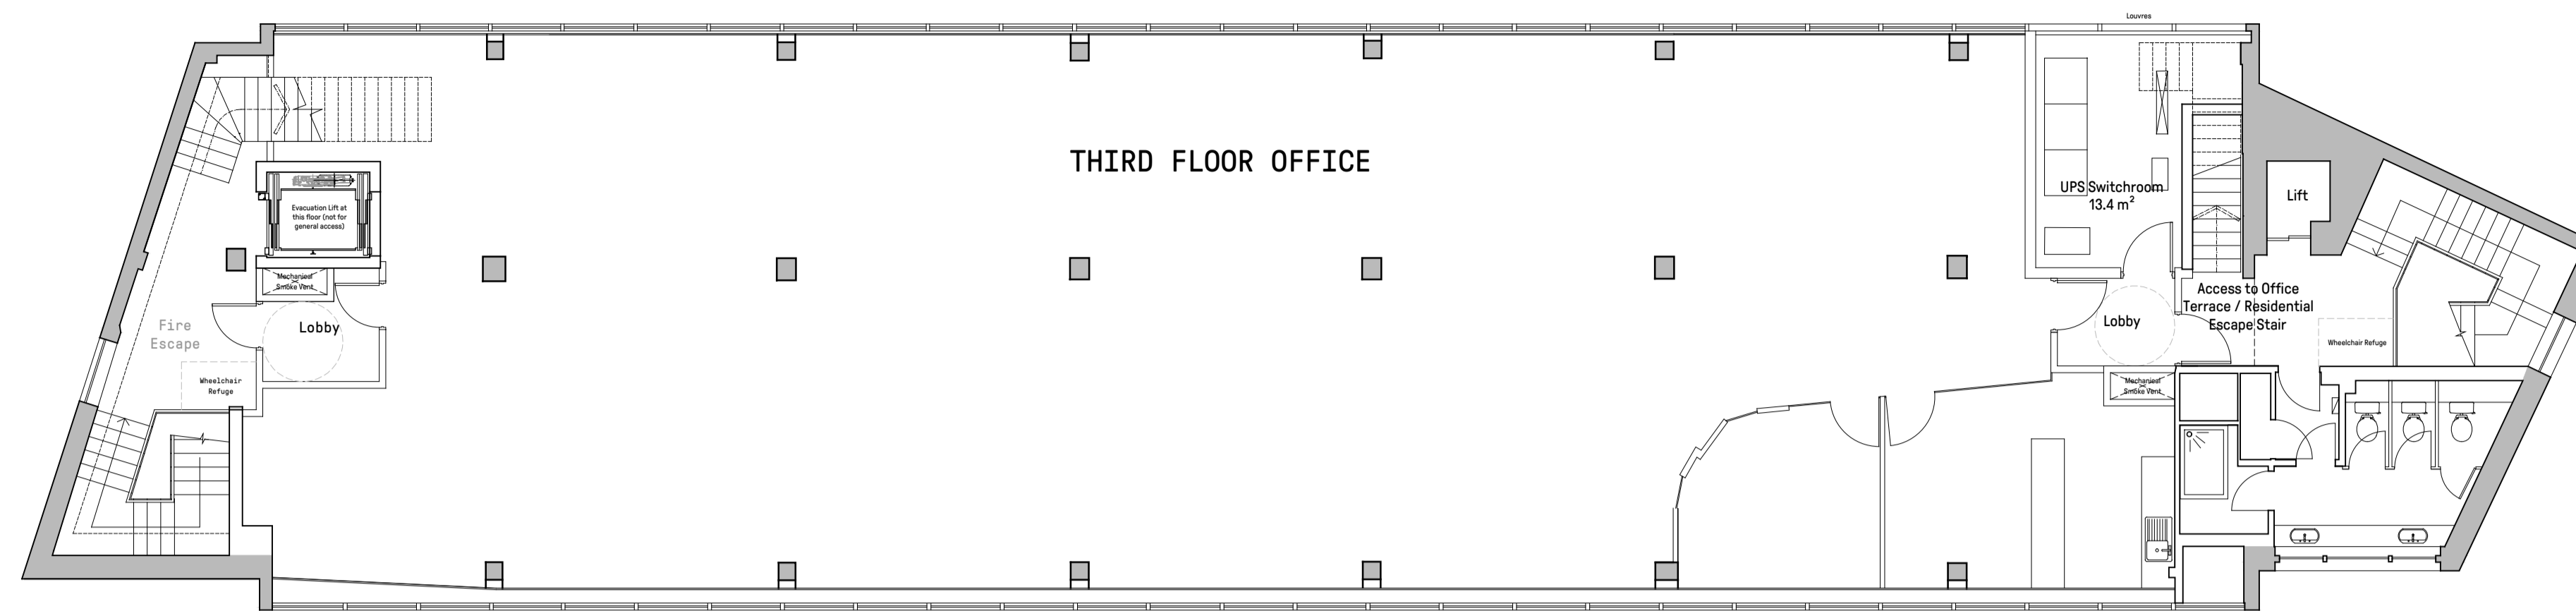 Louvres
THIRD FLOOR OFFICE
UPS Switchroom
13.4 m²
Lift
Evacuation Lift at
this floor (not for
general access)
Mechanical
Smoke Vent
Lobby
Fire
Escape
Wheelchair
Refuge
Access to Office
Terrace / Residential
Escape Stair
Lobby
Wheelchair Refuge
Mechanical
Smoke Vent